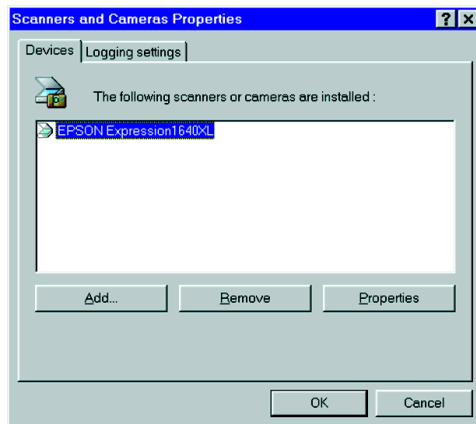 Scanners and Cameras Properties
Devices
Logging settings
The following scanners or cameras are installed :
EPSON Expression1640XL
Add...
Remove
Properties
OK
Cancel